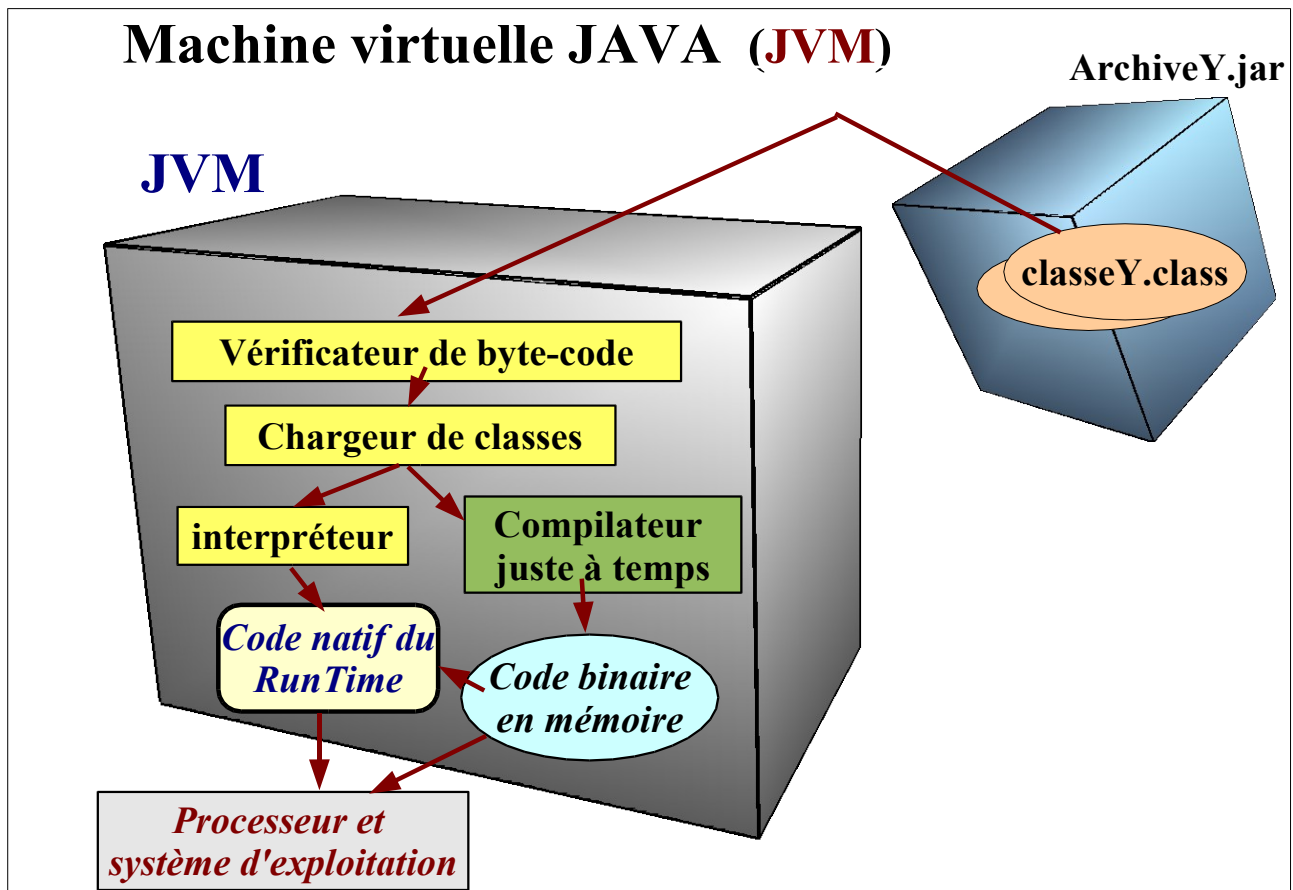 Machine virtuelle JAVA (JVM)
ArchiveY.jar
JVM
classeY.class
Vérificateur de byte-code
Chargeur de classes
interpréteur
Compilateur
juste à temps
Code natif du
RunTime
Code binaire
en mémoire
Processeur et
système d'exploitation